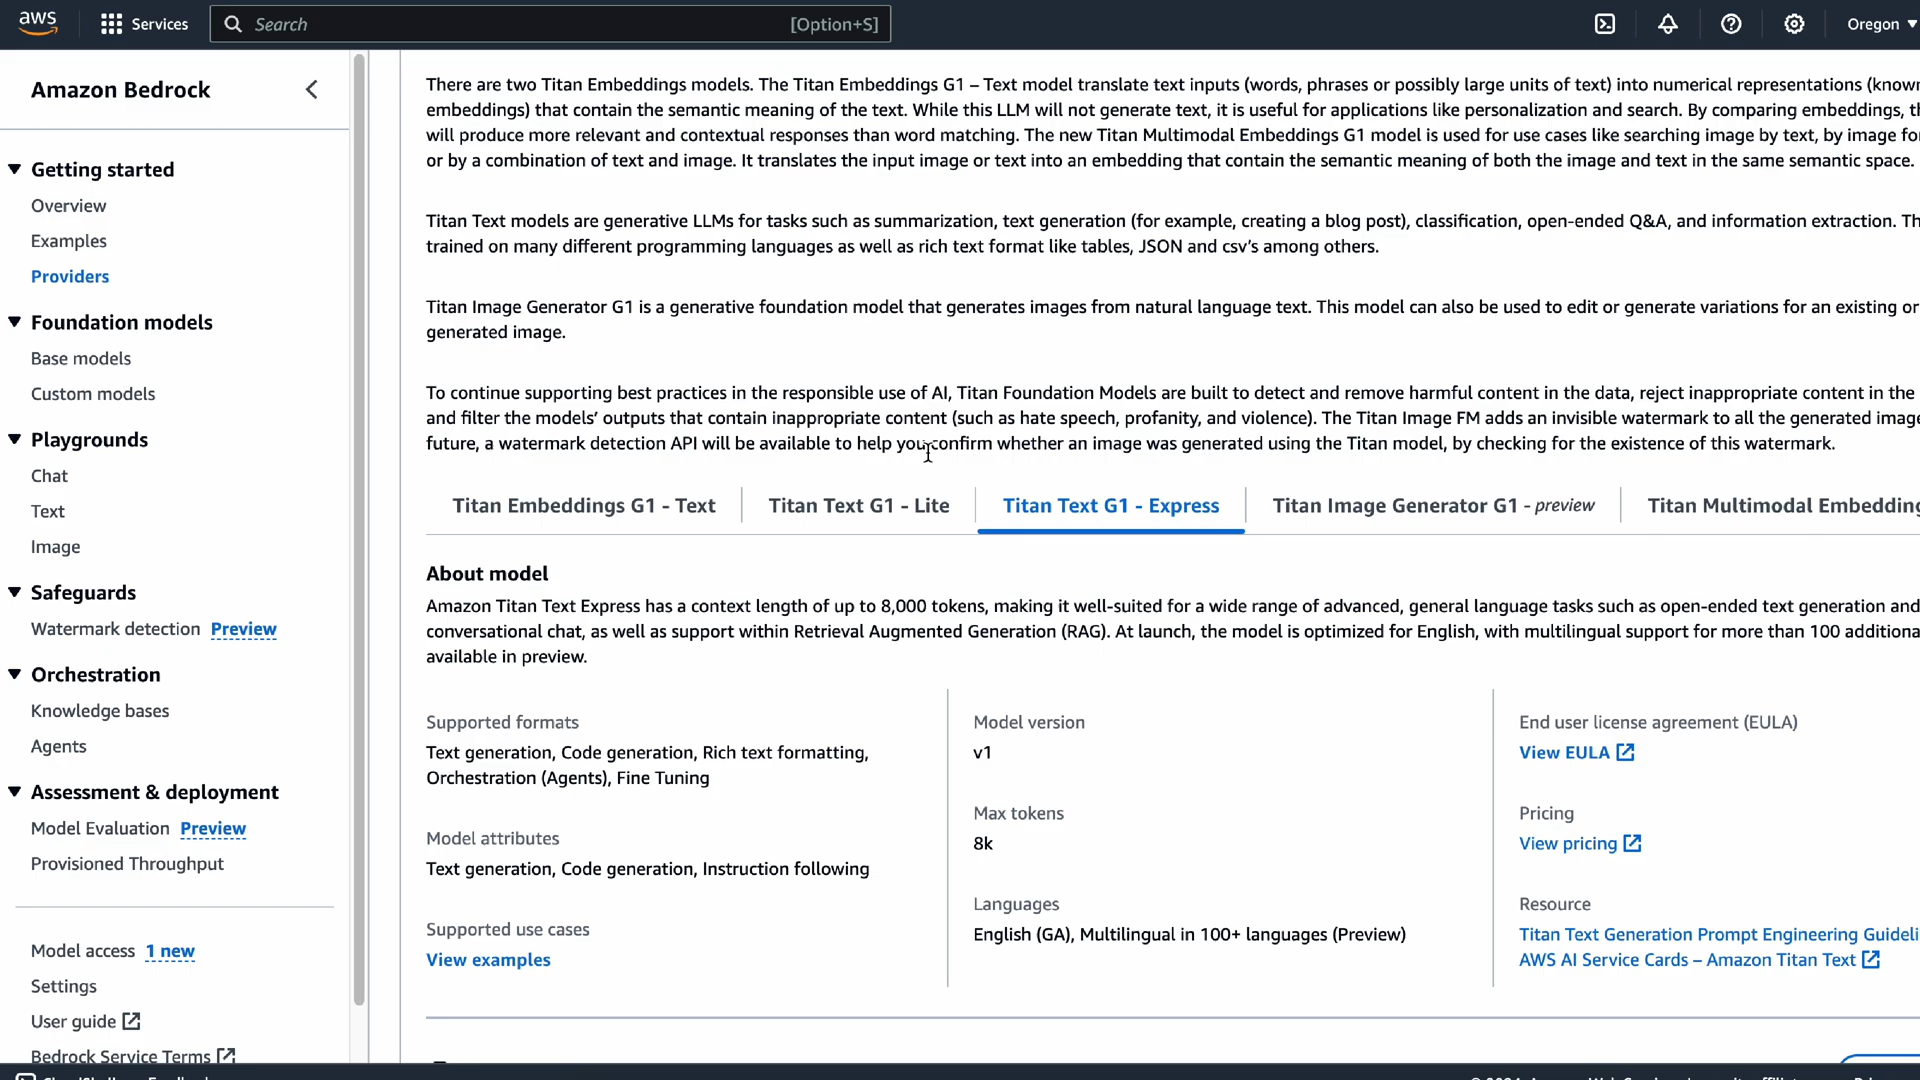 aws
Services
Search
[Option+S]
Oregon
Amazon Bedrock
Getting started
Overview
Examples
Providers
Foundation models
Base models
Custom models
Playgrounds
Chat
Text
Image
Safeguards
Watermark detection Preview
Orchestration
Knowledge bases
Agents
Assessment & deployment
Model Evaluation Preview
Provisioned Throughput
Model access 1 new
Settings
User guide
Bedrock Service Terms
There are two Titan Embeddings models. The Titan Embeddings G1 – Text model translate text inputs (words, phrases or possibly large units of text) into numerical representations (known
embeddings) that contain the semantic meaning of the text. While this LLM will not generate text, it is useful for applications like personalization and search. By comparing embeddings, th
will produce more relevant and contextual responses than word matching. The new Titan Multimodal Embeddings G1 model is used for use cases like searching image by text, by image for
or by a combination of text and image. It translates the input image or text into an embedding that contain the semantic meaning of both the image and text in the same semantic space.
Titan Text models are generative LLMs for tasks such as summarization, text generation (for example, creating a blog post), classification, open-ended Q&A, and information extraction. Th
trained on many different programming languages as well as rich text format like tables, JSON and csv’s among others.
Titan Image Generator G1 is a generative foundation model that generates images from natural language text. This model can also be used to edit or generate variations for an existing or
generated image.
To continue supporting best practices in the responsible use of AI, Titan Foundation Models are built to detect and remove harmful content in the data, reject inappropriate content in the
and filter the models’ outputs that contain inappropriate content (such as hate speech, profanity, and violence). The Titan Image FM adds an invisible watermark to all the generated image
future, a watermark detection API will be available to help you confirm whether an image was generated using the Titan model, by checking for the existence of this watermark.
Titan Embeddings G1 - Text
Titan Text G1 - Lite
Titan Text G1 - Express
Titan Image Generator G1 - preview
Titan Multimodal Embedding
About model
Amazon Titan Text Express has a context length of up to 8,000 tokens, making it well-suited for a wide range of advanced, general language tasks such as open-ended text generation and
conversational chat, as well as support within Retrieval Augmented Generation (RAG). At launch, the model is optimized for English, with multilingual support for more than 100 additiona
available in preview.
Supported formats
Text generation, Code generation, Rich text formatting,
Orchestration (Agents), Fine Tuning
Model attributes
Text generation, Code generation, Instruction following
Supported use cases
View examples
Model version
v1
Max tokens
8k
Languages
English (GA), Multilingual in 100+ languages (Preview)
End user license agreement (EULA)
View EULA
Pricing
View pricing
Resource
Titan Text Generation Prompt Engineering Guideli
AWS AI Service Cards – Amazon Titan Text